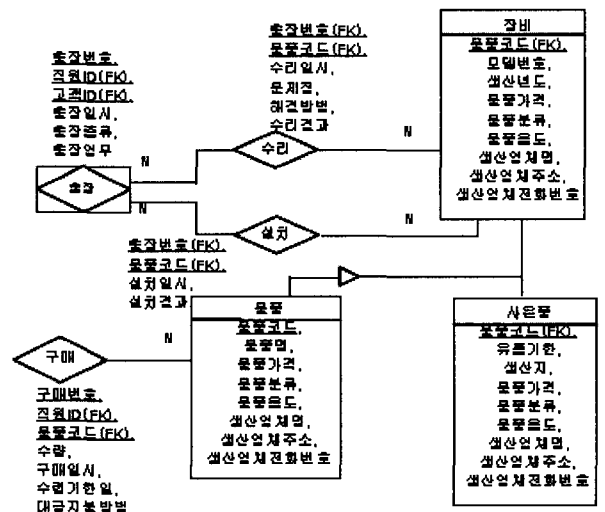 출장번호,
직원ID(FK),
고객ID(FK),
출장일시,
출장종류,
출장업무
출장
N
N
출장번호(FK),
물품코드(FK),
수리일시,
문제점,
해결방법,
수리결과
수리
N
장비
물품코드(FK),
모델번호,
생산년도,
물품가격,
물품분류,
물품용도,
생산업체명,
생산업체주소,
생산업체전화번호
설치
N
출장번호(FK),
물품코드(FK),
설치일시,
설치결과
구매
N
구매번호,
직원ID(FK),
물품코드(FK),
수량,
구매일시,
수령기한일,
대금지불방법
물품
물품코드,
물품명,
물품가격,
물품분류,
물품용도,
생산업체명,
생산업체주소,
생산업체전화번호
사은품
물품코드(FK),
유통기한,
생산지,
물품가격,
물품분류,
물품용도,
생산업체명,
생산업체주소,
생산업체전화번호